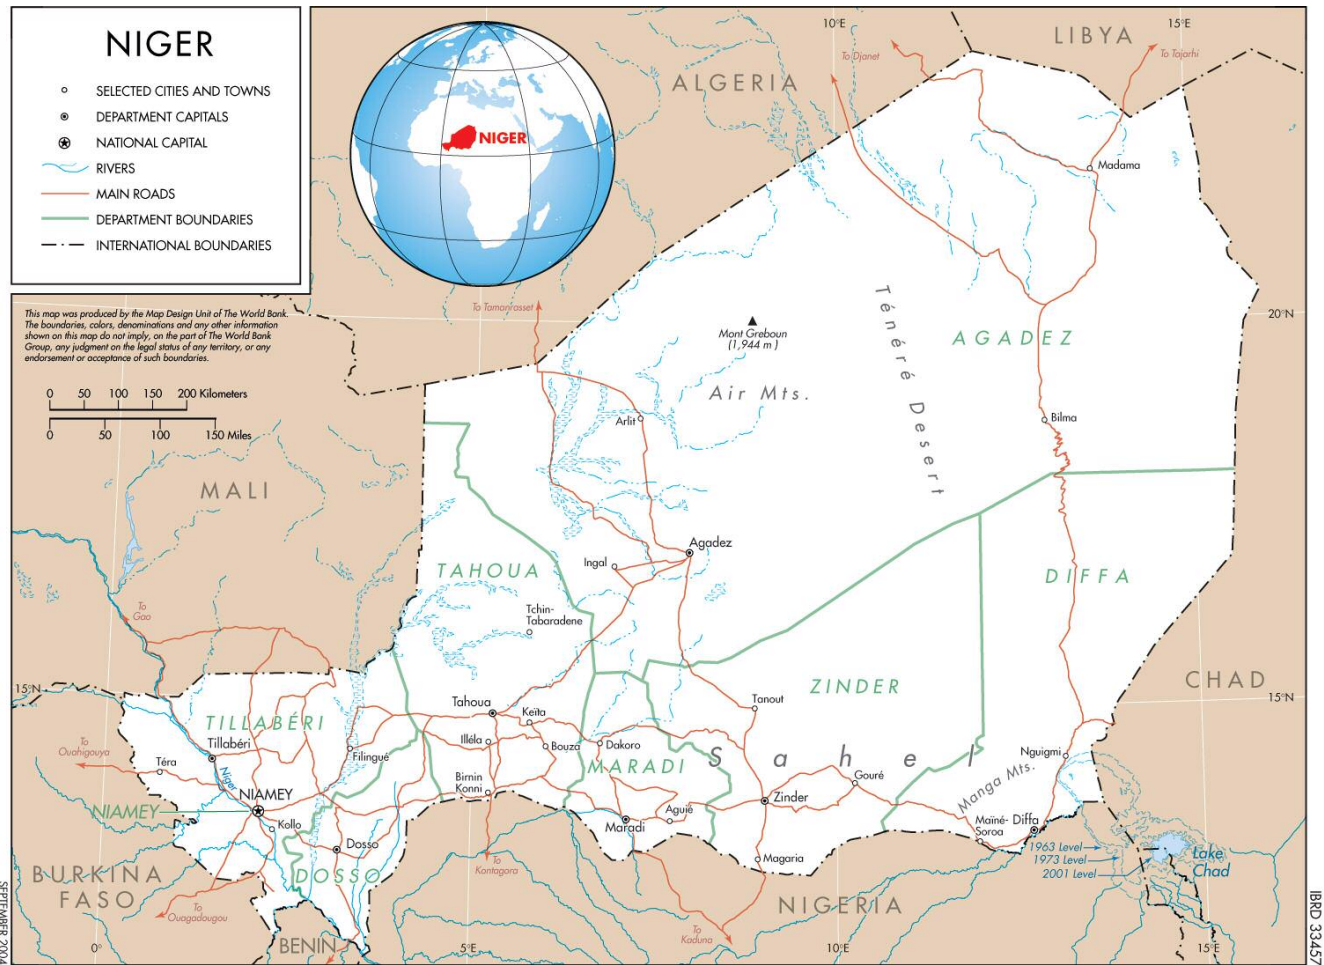 NIGER
SELECTED CITIES AND TOWNS
DEPARTMENT CAPITALS
NATIONAL CAPITAL
RIVERS
MAIN ROADS
DEPARTMENT BOUNDARIES
INTERNATIONAL BOUNDARIES
This map was produced by the Map Design Unit of The World Bank.
The boundaries, colors, denominations and any other information
shown on this map do not imply, on the part of The World Bank
Group, any judgment on the legal status of any territory, or any
endorsement or acceptance of such boundaries.
0 50 100 150 200 Kilometers
0 50 100 150 Miles
NIGER
10°E
15°E
LIBYA
To Djanet
To Tajarhi
ALGERIA
Madama
To Tamanrasset
20°N
Mont Greboun
(1,944 m)
Ténéré Desert
AGADEZ
Air Mts.
Arlit
Bilma
MALI
Agadez
Ingal
TAHOUA
DIFFA
Tchin-
Tabaradene
To
Gao
15°N
CHAD
15°N
ZINDER
Tanout
Tahoua
Keïta
TILLABÉRI
Tillabéri
Filingué
Illéla
Bouza
Dakoro
Sahel
Nguigmi
To
Ouahigouya
Téra
Niger
MARADI
Gouré
Manga Mts.
Birnin
Konni
NIAMEY
NIAMEY
Kollo
Aguié
Zinder
Maradi
Maïné-
Soroa
Diffa
Dosso
DOSSO
Magaria
1963 Level
1973 Level
2001 Level
Lake
Chad
BURKINA
FASO
To
Kantagora
To
Ouagadougou
NIGERIA
To
Kaduna
BENIN
0°
5°E
10°E
15°E
SEPTEMBER 2004
IBRD 33457